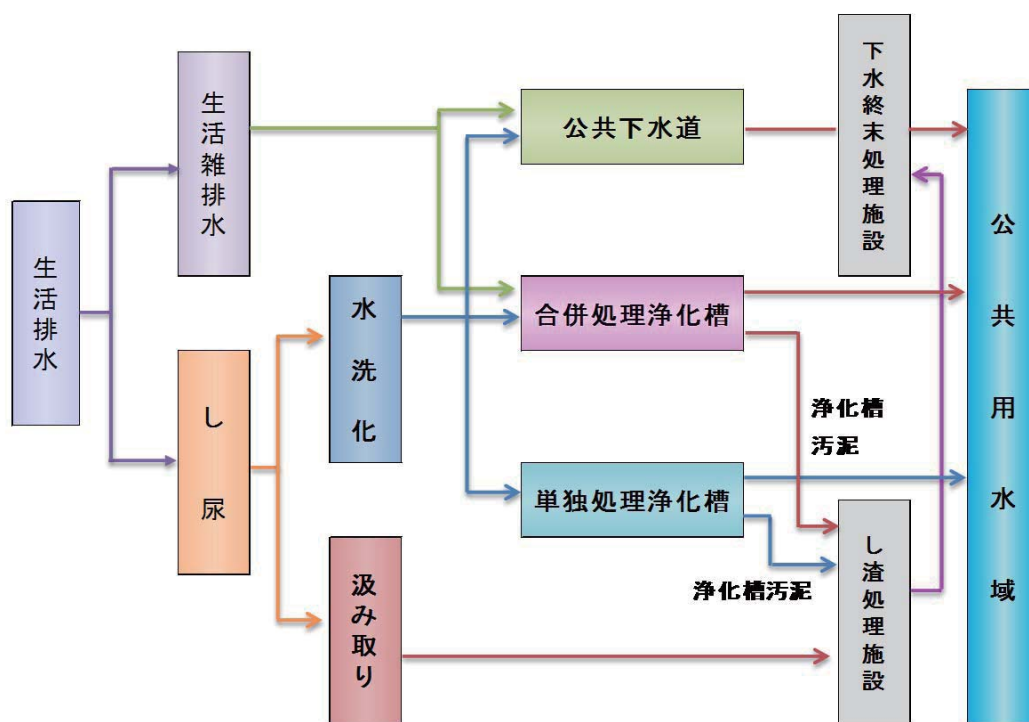 生活排水
生活雑排水
し尿
水洗化
汲み取り
公共下水道
合併処理浄化槽
単独処理浄化槽
浄化槽
汚泥
浄化槽汚泥
下水終末処理施設
し渣処理施設
公共用水域